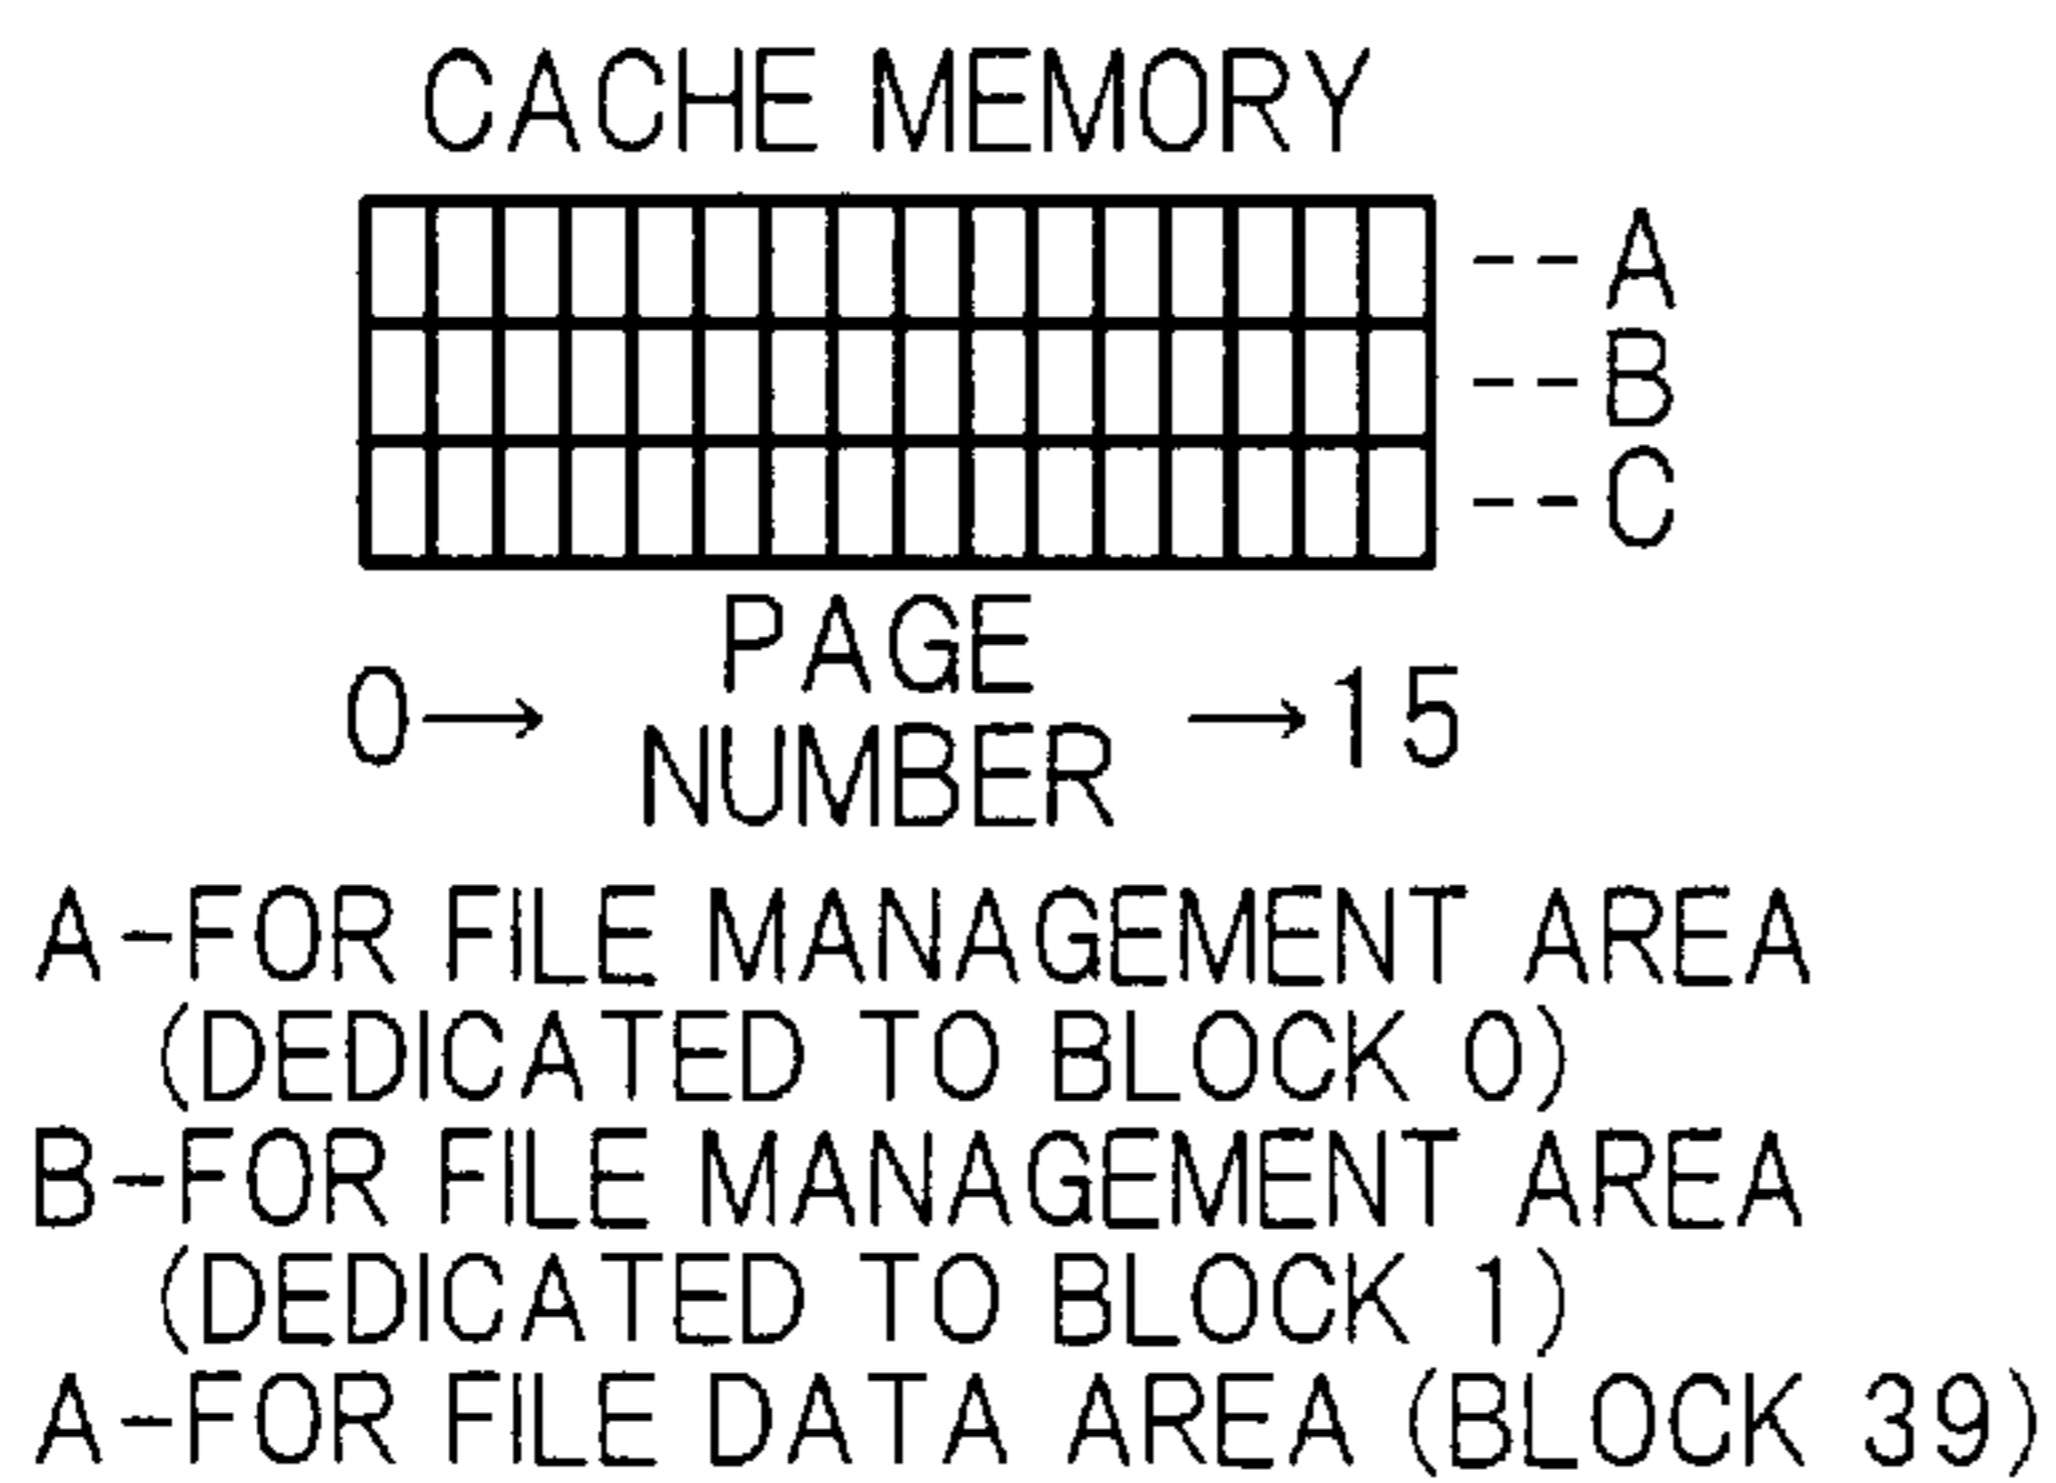 CACHE MEMORY
--A
--B
--C
PAGE
0→ NUMBER →15
A-FOR FILE MANAGEMENT AREA
(DEDICATED TO BLOCK 0)
B-FOR FILE MANAGEMENT AREA
(DEDICATED TO BLOCK 1)
A-FOR FILE DATA AREA (BLOCK 39)